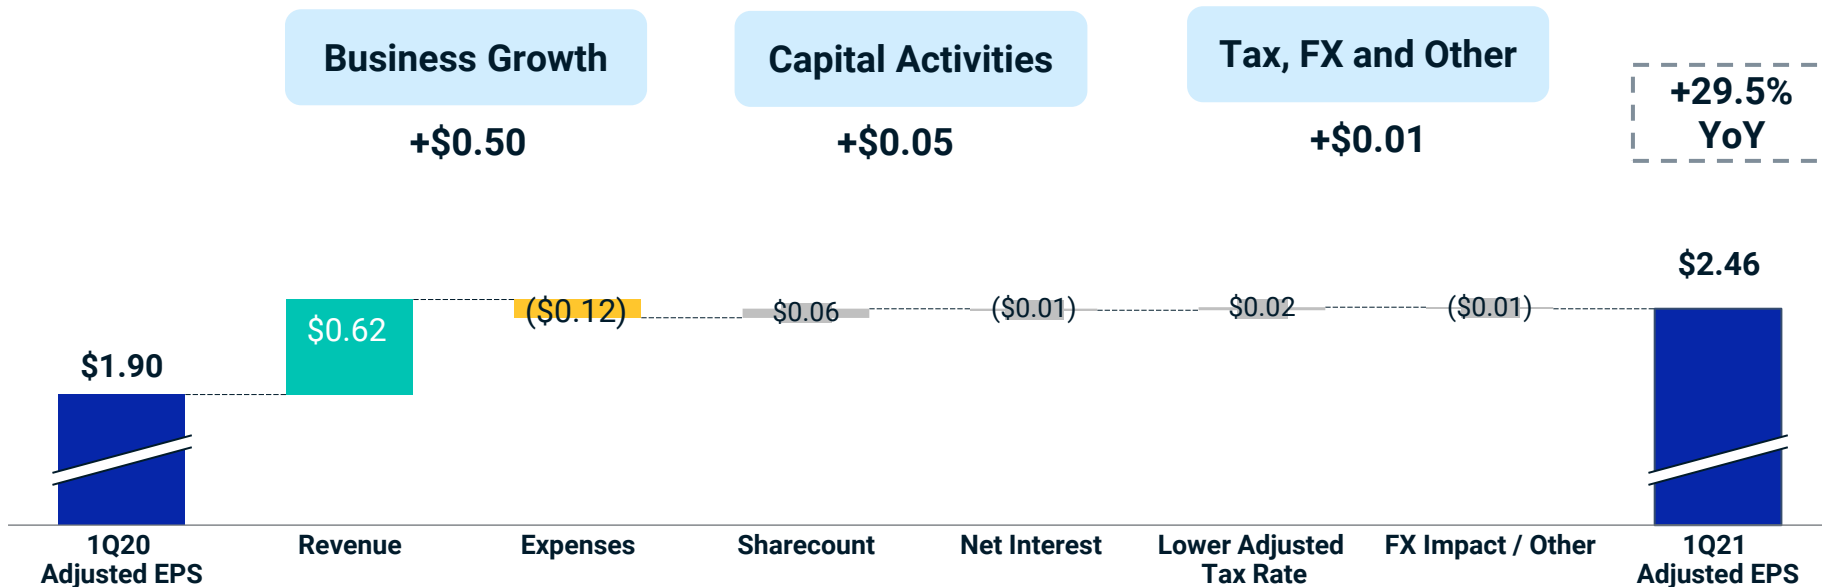 Business Growth
Capital Activities
Tax, FX and Other
+$0.50
+$0.05
+$0.01
+29.5%
YoY
$1.90
$0.62
($0.12)
$0.06
($0.01)
$0.02
($0.01)
$2.46
1Q20
Adjusted EPS
Revenue
Expenses
Sharecount
Net Interest
Lower Adjusted
Tax Rate
FX Impact / Other
1Q21
Adjusted EPS